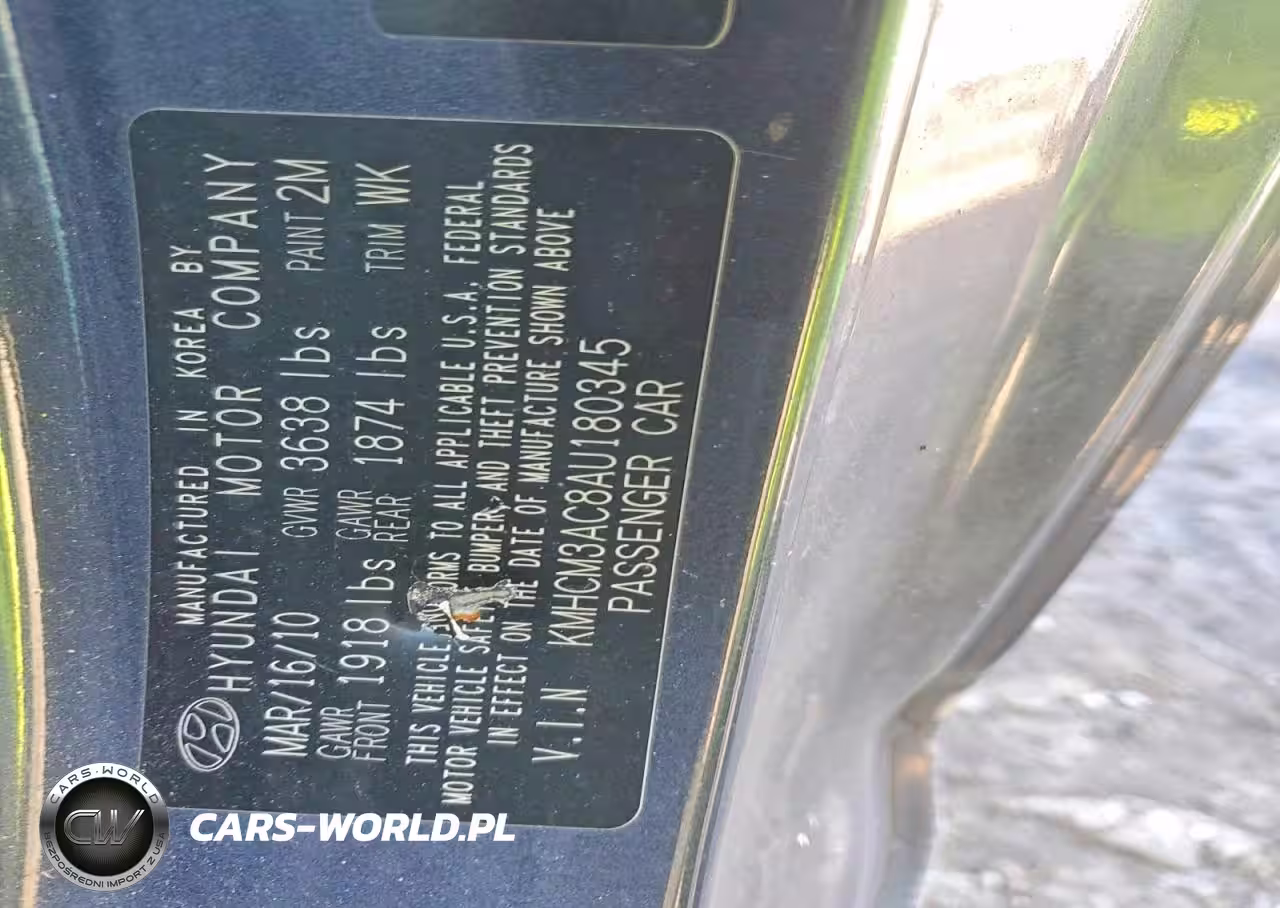 MANUFACTURED IN KOREA BY
HYUNDAI MOTOR COMPANY
MAR/16/10 GVWR 3638 lbs PAINT 2M
GAWR FRONT 1918 lbs GAWR REAR 1874 lbs TRIM WK
THIS VEHICLE TO ALL APPLICABLE U.S.A. FEDERAL
MOTOR VEHICLE BUMPER, AND THEFT PREVENTION STANDARDS
IN EFFECT ON THE DATE OF MANUFACTURE SHOWN ABOVE
V.I.N KMHCM3AC8AU180345
PASSENGER CAR
CARS-WORLD
CW
BEZPOŚREDNI IMPORT Z USA
CARS-WORLD.PL